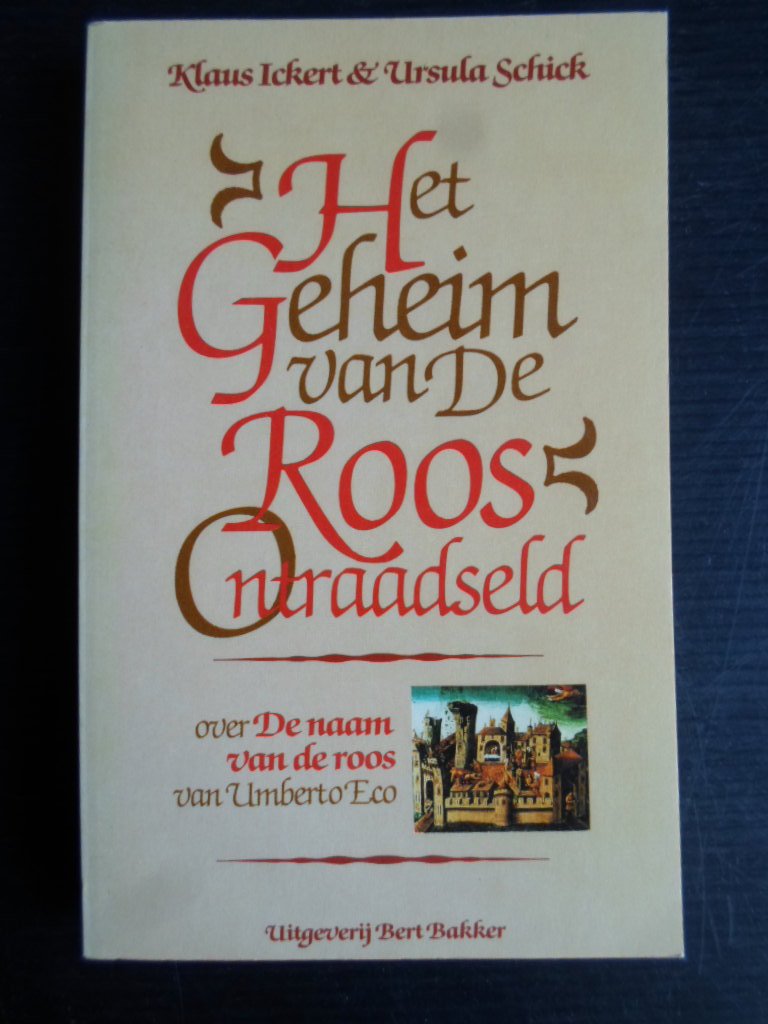 Klaus Ickert & Ursula Schick
Het
Geheim
van De
Roos
Ontraadseld
over De naam
van de roos
van Umberto Eco
Uitgeverij Bert Bakker